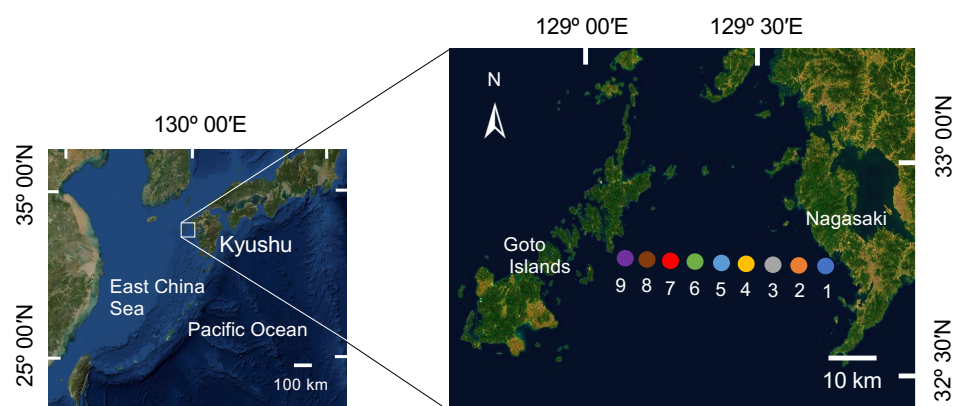 129º 00′E
129º 30′E
N
130º 00′E
35º 00′N
33º 00′N
Nagasaki
Kyushu
Goto
Islands
East China
Sea
9 8 7 6 5 4 3 2 1
Pacific Ocean
25º 00′N
32º 30′N
100 km
10 km